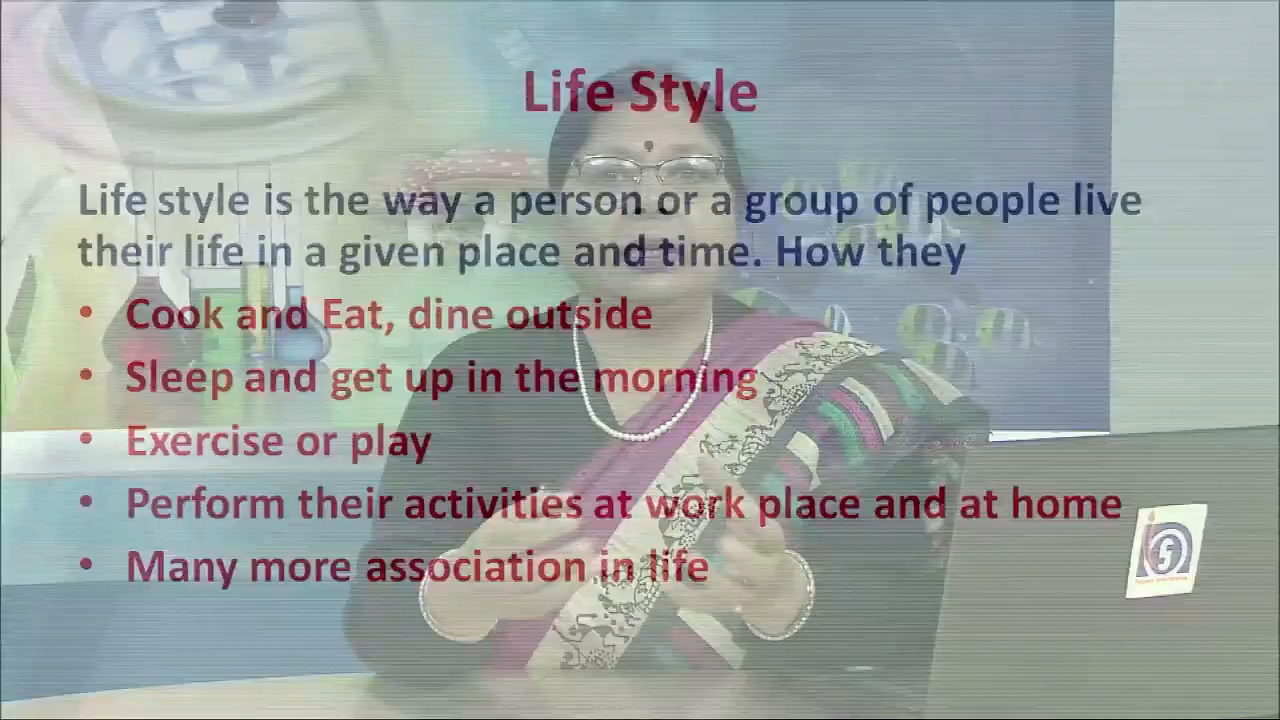 Life Style
Life style is the way a person or a group of people live
their life in a given place and time. How they
• Cook and Eat, dine outside
• Sleep and get up in the morning
• Exercise or play
• Perform their activities at work place and at home
• Many more association in life